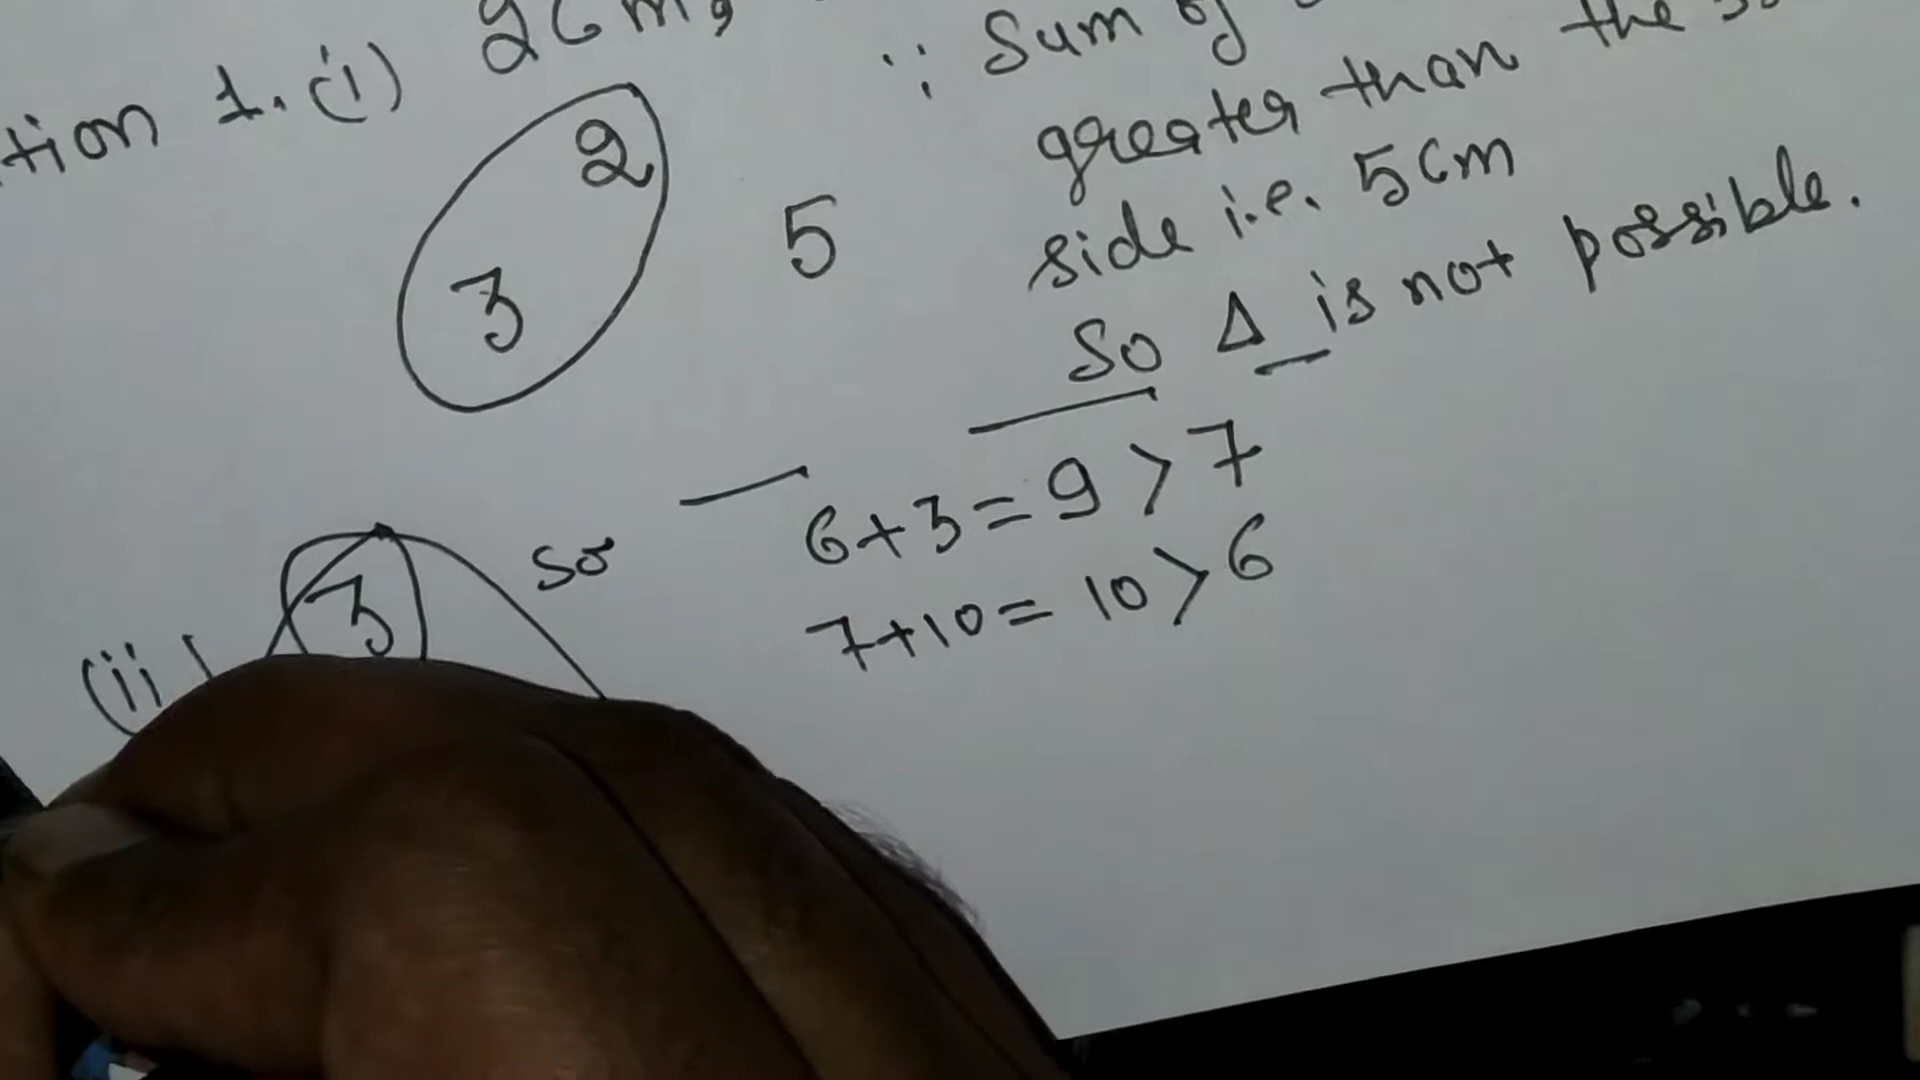 tion 1. (i) 2cm,
∵ Sum of
greater than the
side i.e. 5cm
So Δ is not possible.
2
3
5
6+3=9>7
7+10=10>6
(ii)
3
so